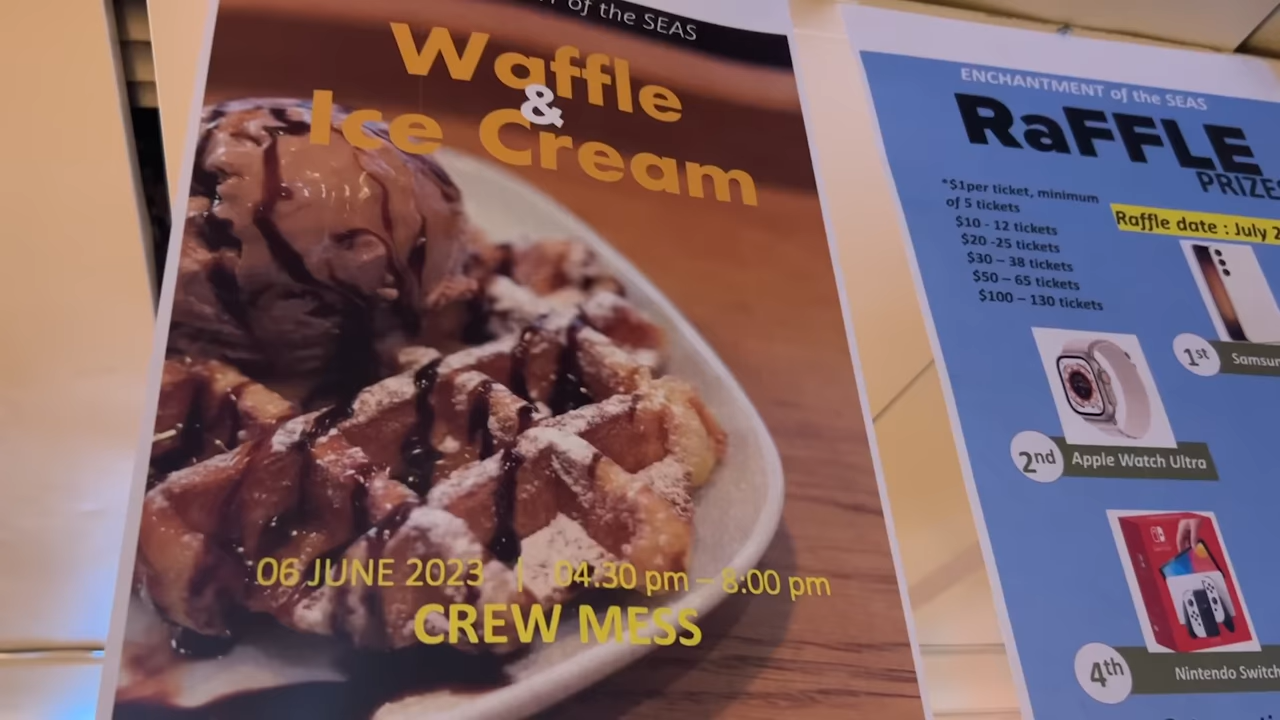 of the SEAS
Waffle
&
Ice Cream
06 JUNE 2023 | 04.30 pm – 8:00 pm
CREW MESS
ENCHANTMENT of the SEAS
RaFFLE
PRIZES
*$1per ticket, minimum
of 5 tickets
$10 - 12 tickets
$20 -25 tickets
$30 – 38 tickets
$50 – 65 tickets
$100 – 130 tickets
Raffle date : July 2
1st
2nd Apple Watch Ultra
4th Nintendo Switch